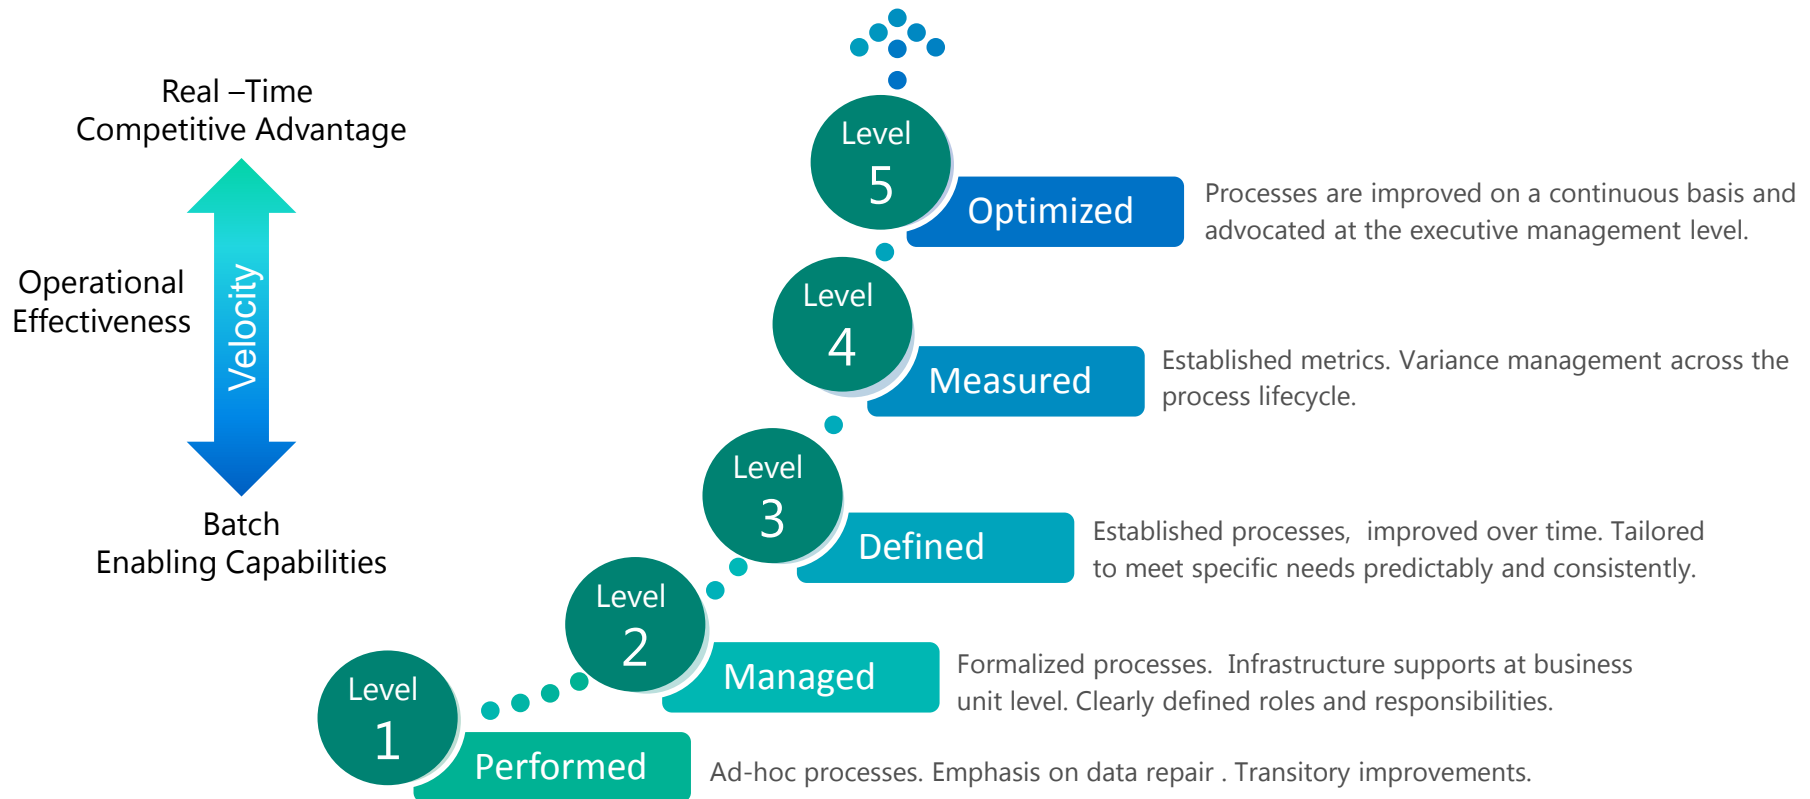 Real –Time
Competitive Advantage
Operational
Effectiveness
Velocity
Batch
Enabling Capabilities
Level
5
Optimized
Processes are improved on a continuous basis and
advocated at the executive management level.
Level
4
Measured
Established metrics. Variance management across the
process lifecycle.
Level
3
Defined
Established processes,  improved over time. Tailored
to meet specific needs predictably and consistently.
Level
2
Managed
Formalized processes.  Infrastructure supports at business
unit level. Clearly defined roles and responsibilities.
Level
1
Performed
Ad-hoc processes. Emphasis on data repair . Transitory improvements.